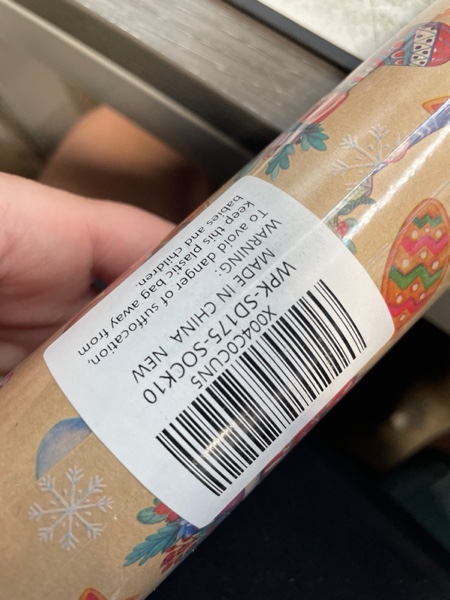 X004C0CUN5
WPK-SD175-SOCK10
MADE IN CHINA NEW
WARNING:
To avoid danger of suffocation,
keep this plastic bag away from
babies and children.